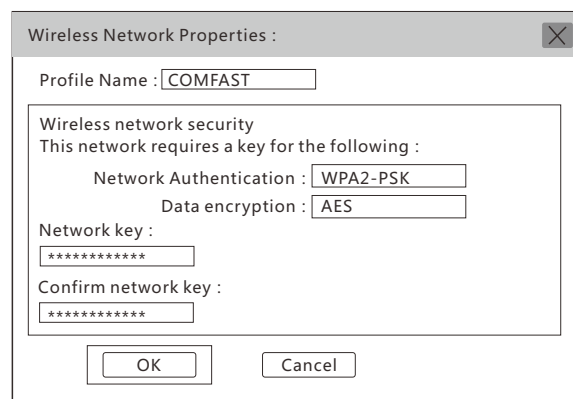 Wireless Network Properties :
Profile Name : COMFAST
Wireless network security
This network requires a key for the following :
Network Authentication : WPA2-PSK
Data encryption : AES
Network key :
************
Confirm network key :
************
OK Cancel